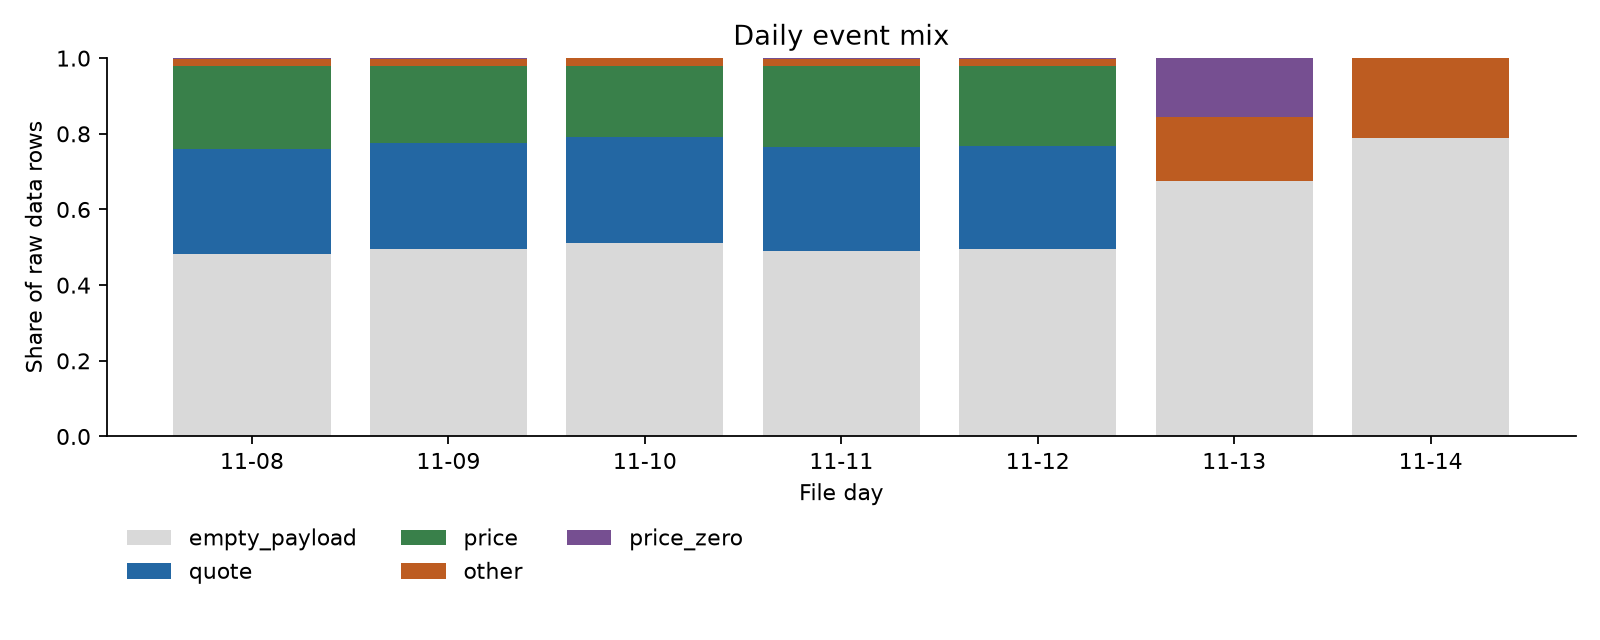 Daily event mix
Share of raw data rows
1.0
0.8
0.6
0.4
0.2
0.0
11-08 11-09 11-10 11-11 11-12 11-13 11-14
File day
empty_payload price price_zero
quote other